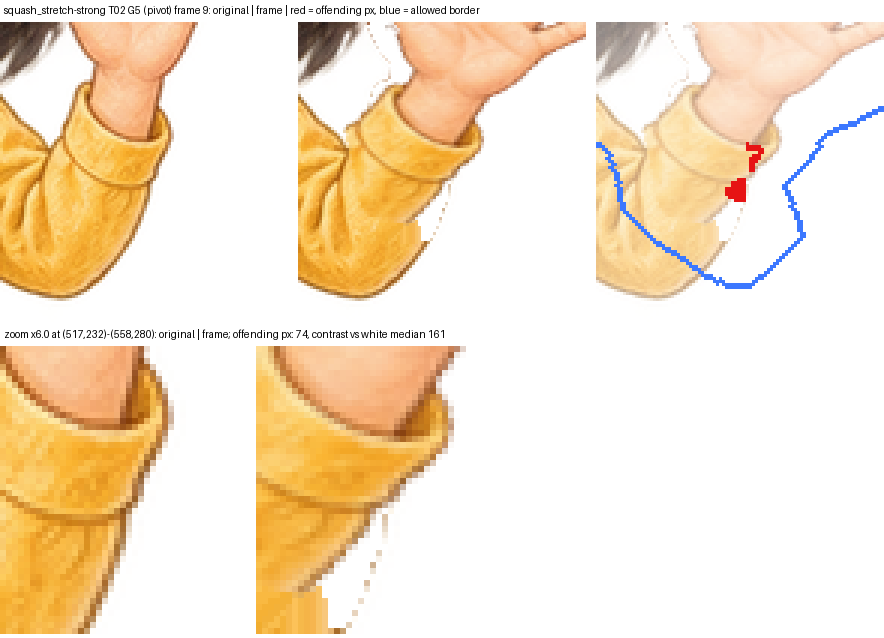 squash_stretch-strong T02 G5 (pivot) frame 9: original | frame | red = offending px, blue = allowed border
zoom x6.0 at (517,232)-(558,280): original | frame; offending px: 74, contrast vs white median 161